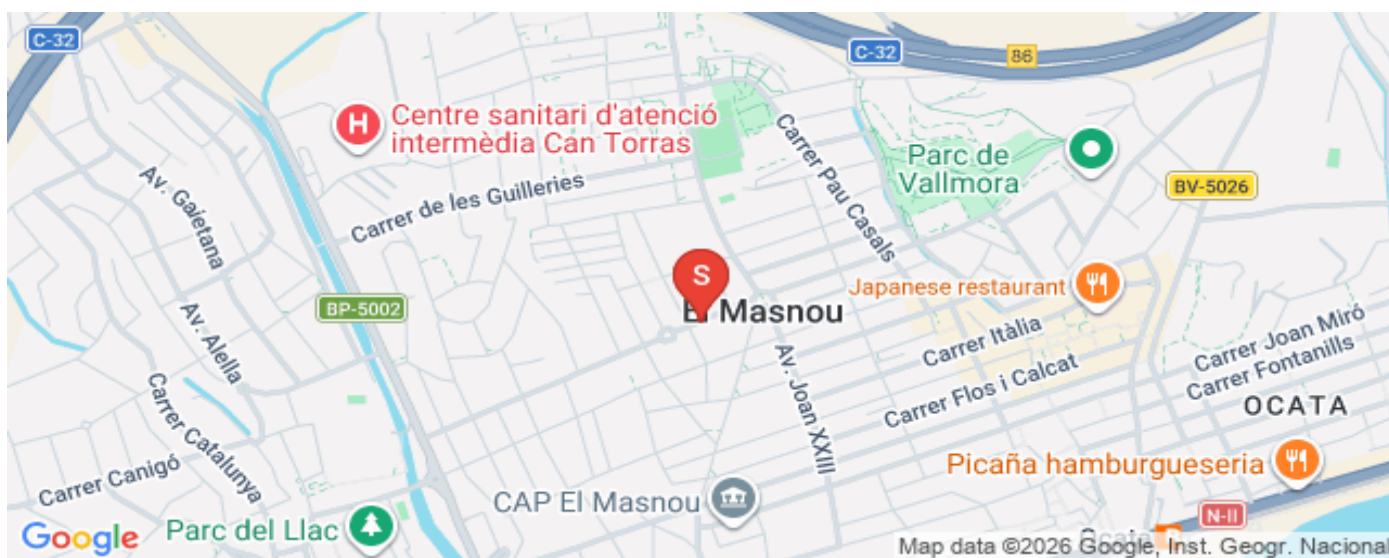 C-32
C-32
86
Centre sanitari d'atenció
intermèdia Can Torras
Carrer Pau Casals
Parc de
Vallmora
BV-5026
Av. Gaietana
Carrer de les Guilleries
S
Japanese restaurant
BP-5002
El Masnou
Av. Alella
Carrer Itàlia
Carrer Joan Miró
Carrer Fontanills
Av. Joan XXIII
Carrer Flos i Calcat
OCATA
Carrer Catalunya
Carrer Canigó
Picaña hamburgueseria
CAP El Masnou
H
N-II
Google
Parc del Llac
Ocata
Map data ©2026 Google, Inst. Geogr. Nacional